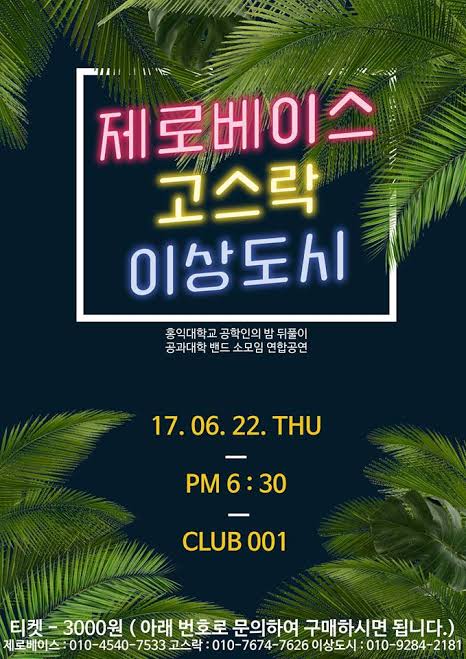 제로베이스
고스락
이상도시
홍익대학교 공학인의 밤 뒤풀이
공과대학 밴드 소모임 연합공연
17. 06. 22. THU
PM 6 : 30
CLUB 001
티켓 - 3000원 ( 아래 번호로 문의하여 구매하시면 됩니다.)
제로베이스 : 010-4540-7533 고스락 : 010-7674-7626 이상도시 : 010-9284-2181